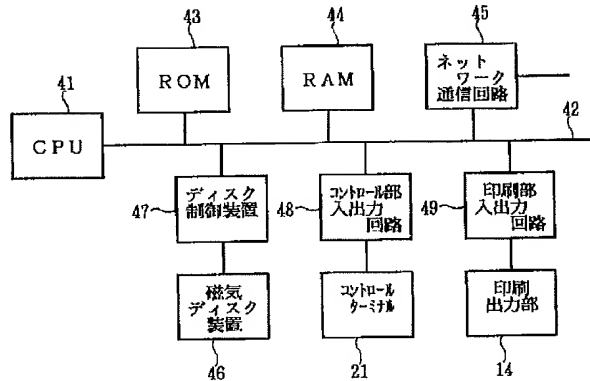 43
44
45
41
ROM
RAM
ネット
ワーク
通信回路
42
CPU
47
ディスク
制御装置
48
コントロール部
入出力
回路
49
印刷部
入出力
回路
磁気
ディスク
装置
コントロール
ターミナル
印刷
出力部
46
21
14